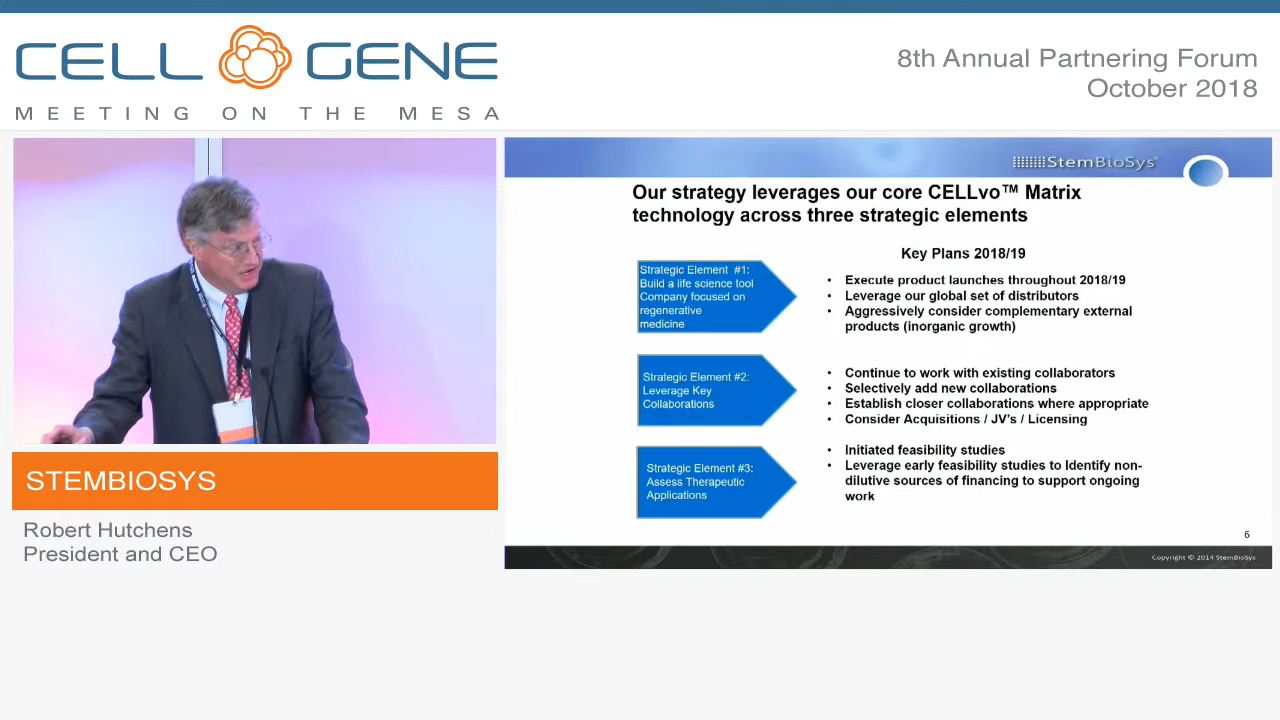 CELL GENE
MEETING ON THE MESA
8th Annual Partnering Forum
October 2018
StemBioSys
Our strategy leverages our core CELLvo™ Matrix
technology across three strategic elements
Key Plans 2018/19
Strategic Element #1:
Build a life science tool
Company focused on
regenerative
medicine
• Execute product launches throughout 2018/19
• Leverage our global set of distributors
• Aggressively consider complementary external
products (inorganic growth)
Strategic Element #2:
Leverage Key
Collaborations
• Continue to work with existing collaborators
• Selectively add new collaborations
• Establish closer collaborations where appropriate
• Consider Acquisitions / JV's / Licensing
Strategic Element #3:
Assess Therapeutic
Applications
• Initiated feasibility studies
• Leverage early feasibility studies to Identify non-
dilutive sources of financing to support ongoing
work
6
Copyright © 2014 StemBioSys
STEMBIOSYS
Robert Hutchens
President and CEO